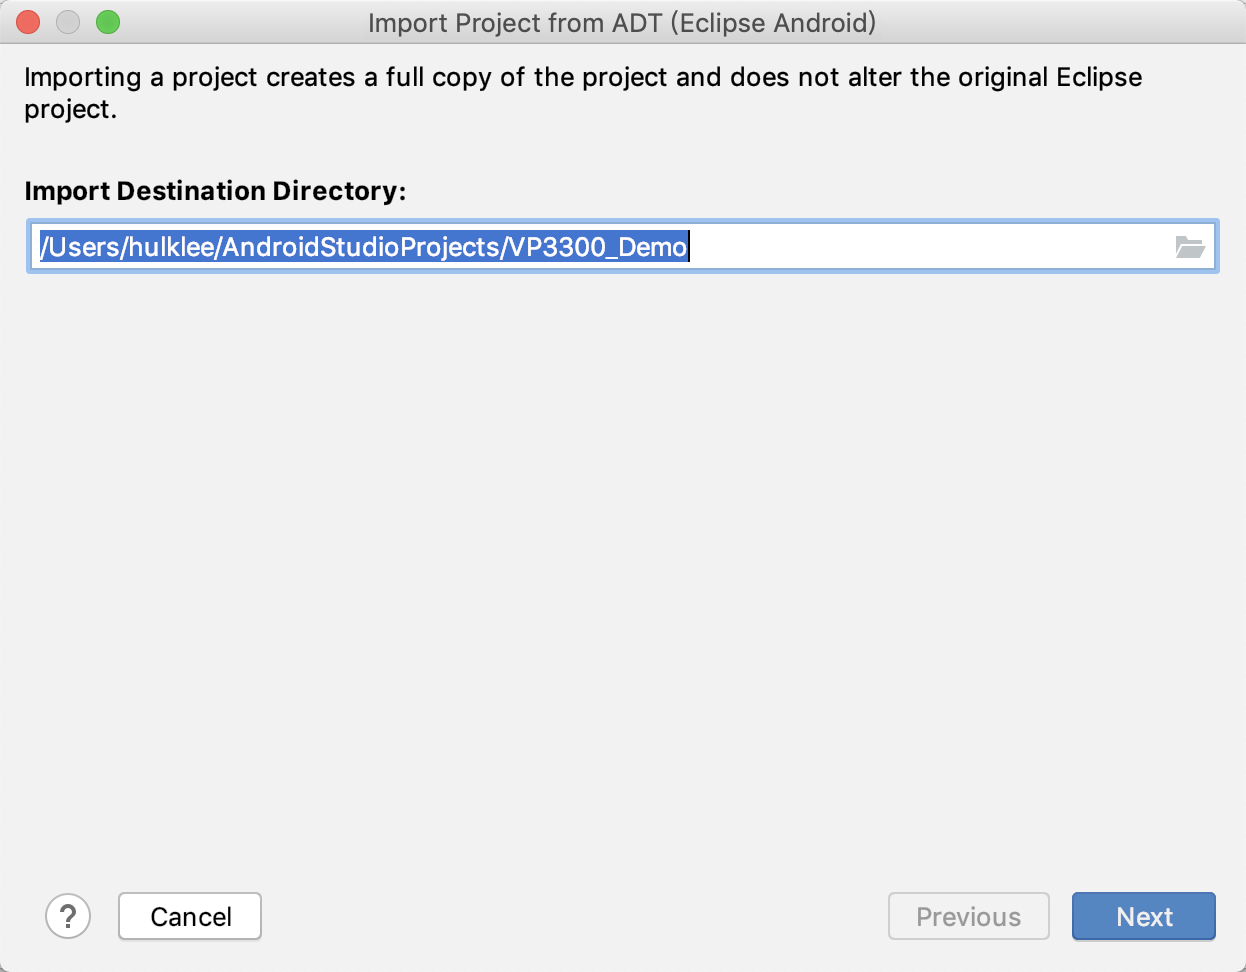 Import Project from ADT (Eclipse Android)
Importing a project creates a full copy of the project and does not alter the original Eclipse
project.
Import Destination Directory:
/Users/hulklee/AndroidStudioProjects/VP3300_Demo
?
Cancel
Previous
Next